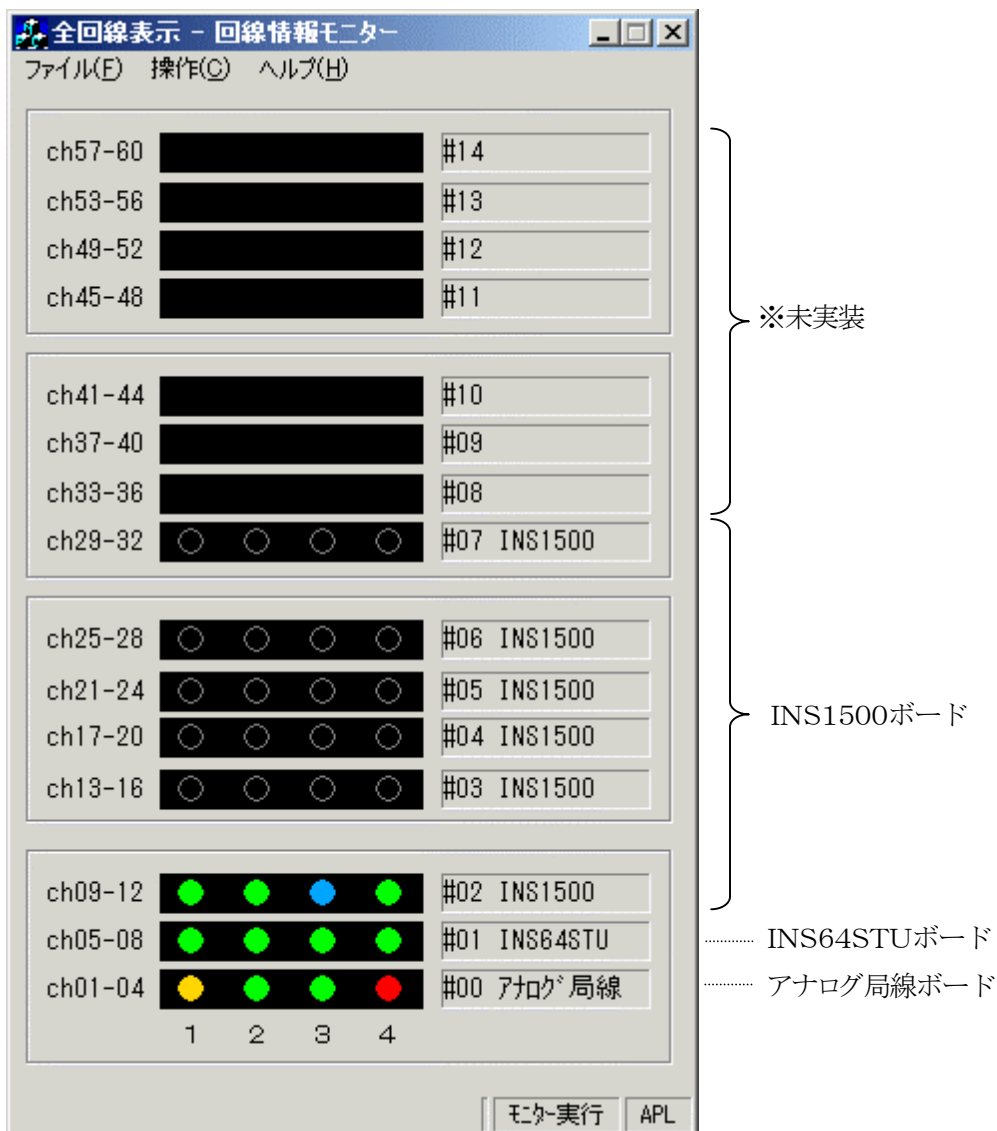 全回線表示 - 回線情報モニター
ファイル(F) 操作(C) ヘルプ(H)
ch57-60 #14
ch53-56 #13
ch49-52 #12
ch45-48 #11
※未実装
ch41-44 #10
ch37-40 #09
ch33-36 #08
ch29-32 #07 INS1500
ch25-28 #06 INS1500
ch21-24 #05 INS1500
ch17-20 #04 INS1500
ch13-16 #03 INS1500
INS1500ボード
ch09-12 #02 INS1500
ch05-08 #01 INS64STU INS64STUボード
ch01-04 #00 アナログ局線 アナログ局線ボード
1 2 3 4
モニター実行 APL